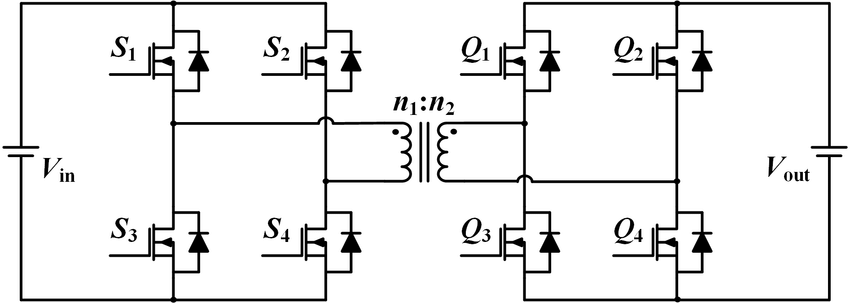 S1 S2 Q1 Q2
n1:n2
Vin Vout
S3 S4 Q3 Q4